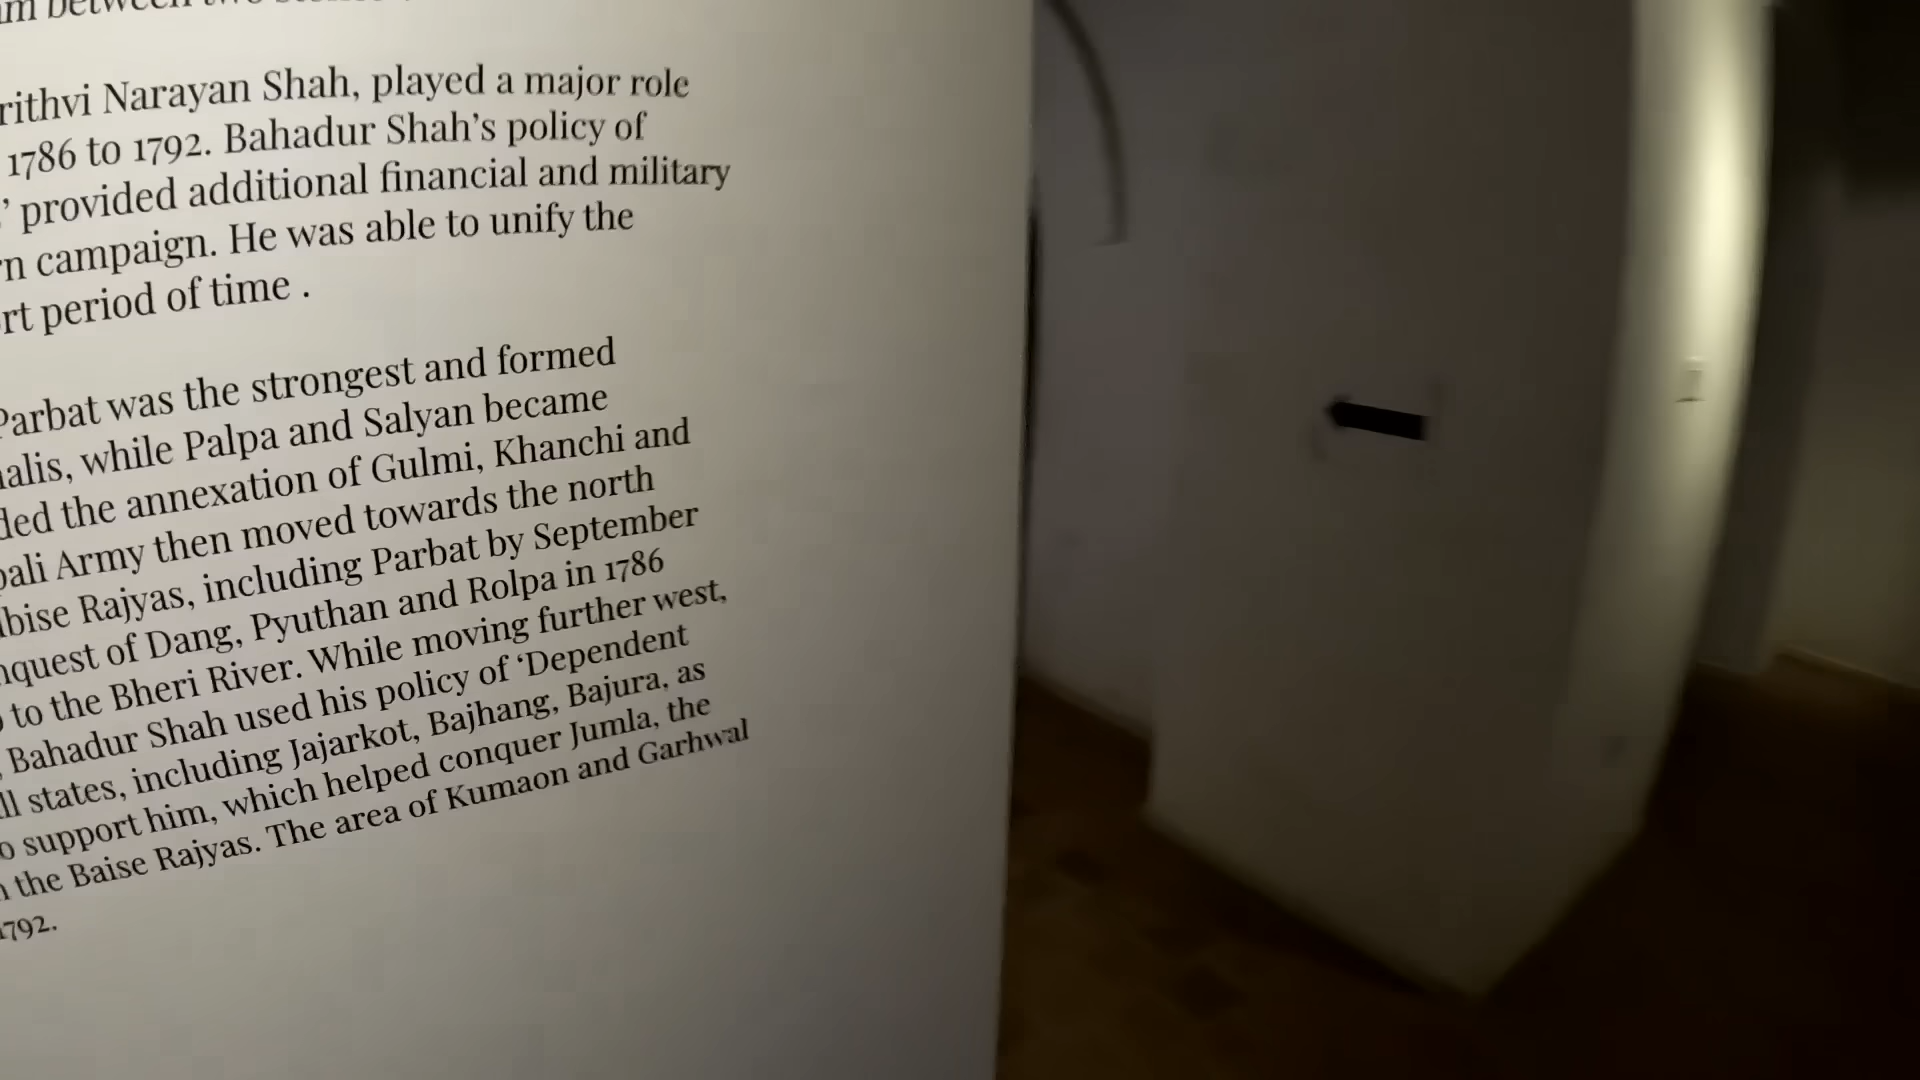 between two
rithvi Narayan Shah, played a major role
1786 to 1792. Bahadur Shah's policy of
’ provided additional financial and military
n campaign. He was able to unify the
rt period of time .
Parbat was the strongest and formed
alis, while Palpa and Salyan became
ded the annexation of Gulmi, Khanchi and
pali Army then moved towards the north
bise Rajyas, including Parbat by September
nquest of Dang, Pyuthan and Rolpa in 1786
to the Bheri River. While moving further west,
, Bahadur Shah used his policy of ‘Dependent
ll states, including Jajarkot, Bajhang, Bajura, as
o support him, which helped conquer Jumla, the
the Baise Rajyas. The area of Kumaon and Garhwal
1792.